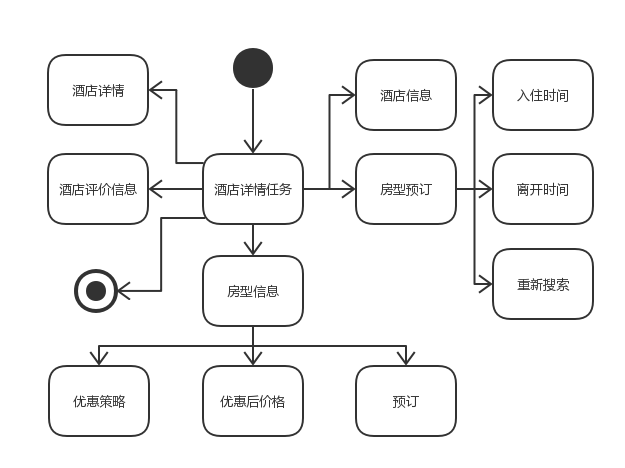 酒店详情
酒店信息
入住时间
酒店评价信息
酒店详情任务
房型预订
离开时间
房型信息
重新搜索
优惠策略
优惠后价格
预订